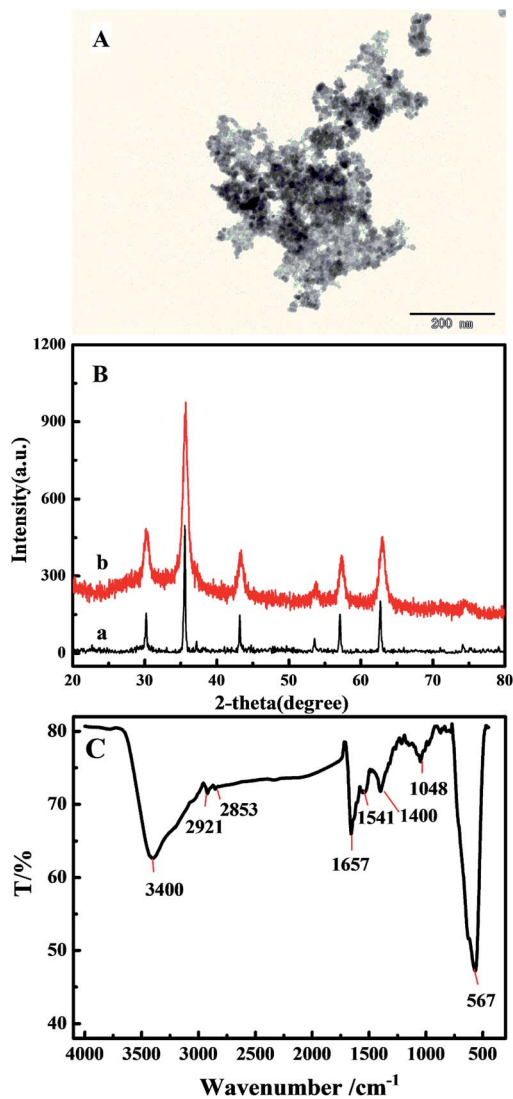 A
200 nm
1200
B
900
600
b
300
a
0
20 30 40 50 60 70 80
Intensity(a.u.)
2-theta(degree)
80
C
1048
2853
1541
1400
70
2921
1657
60
3400
50
567
40
4000 3500 3000 2500 2000 1500 1000 500
T/%
Wavenumber /cm-1